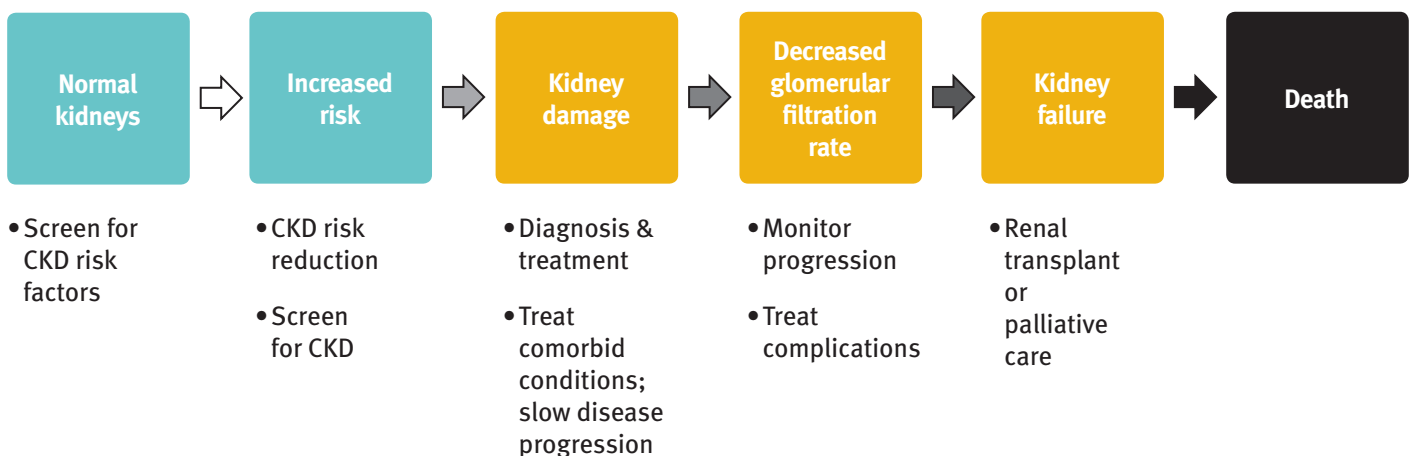 Normal
kidneys
Increased
risk
Kidney
damage
Decreased
glomerular
filtration
rate
Kidney
failure
Death
•Screen for
CKD risk
factors
•CKD risk
reduction
•Screen
for CKD
•Diagnosis &
treatment
•Treat
comorbid
conditions;
slow disease
progression
•Monitor
progression
•Treat
complications
•Renal
transplant
or
palliative
care